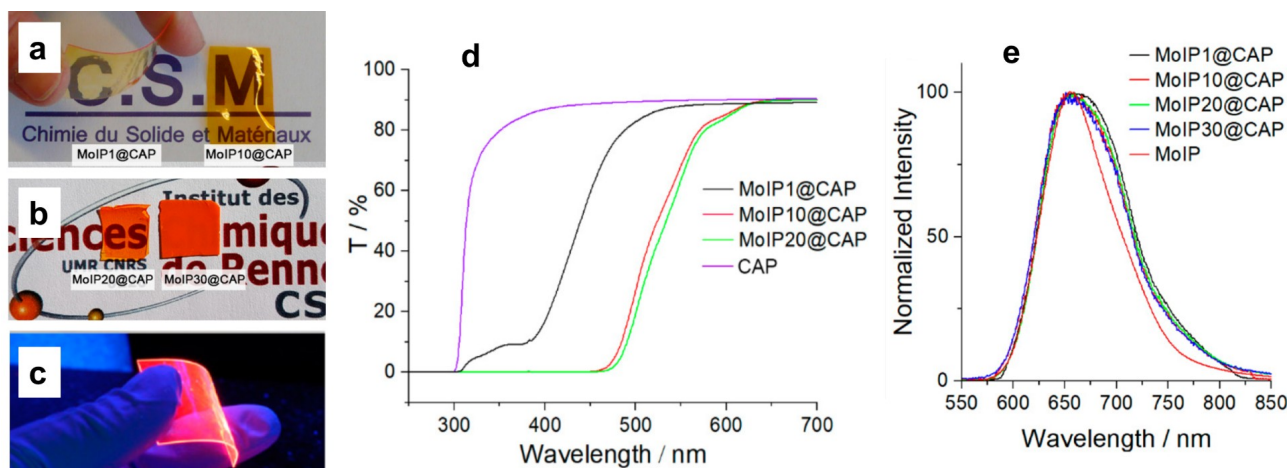 a
C.S.M
Chimie du Solide et Matériaux
MoIP1@CAP MoIP10@CAP
b
Institut des
ciences mique
UMR CNRS de Renne
MoIP20@CAP MoIP30@CAP
CS
c
d
T / %
100
80
60
40
20
0
300 400 500 600 700
Wavelength / nm
MoIP1@CAP
MoIP10@CAP
MoIP20@CAP
CAP
e
Normalized Intensity
100
50
0
550 600 650 700 750 800 850
Wavelength / nm
MoIP1@CAP
MoIP10@CAP
MoIP20@CAP
MoIP30@CAP
MoIP